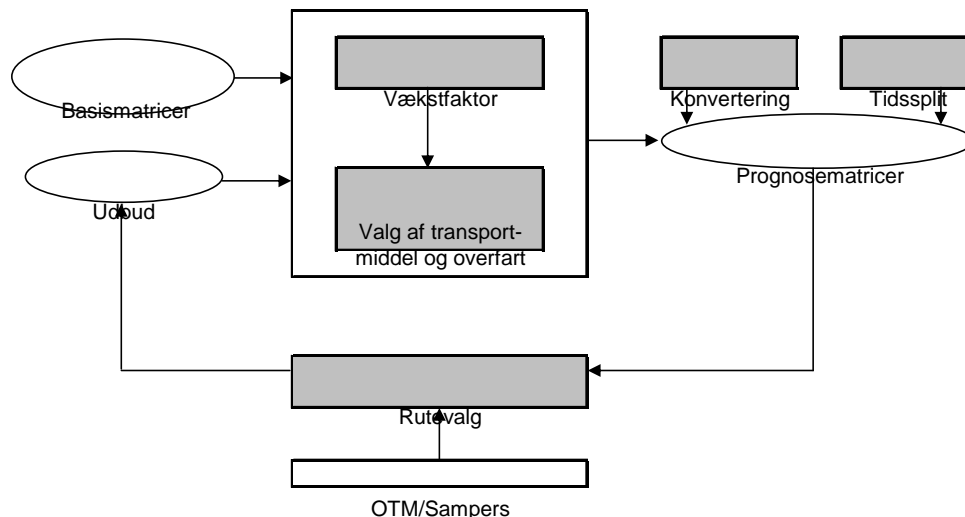 Basismatricer
Udbud
Vækstfaktor
Valg af transport-
middel og overfart
Konvertering
Tidssplit
Prognosematricer
Rutevalg
OTM/Sampers